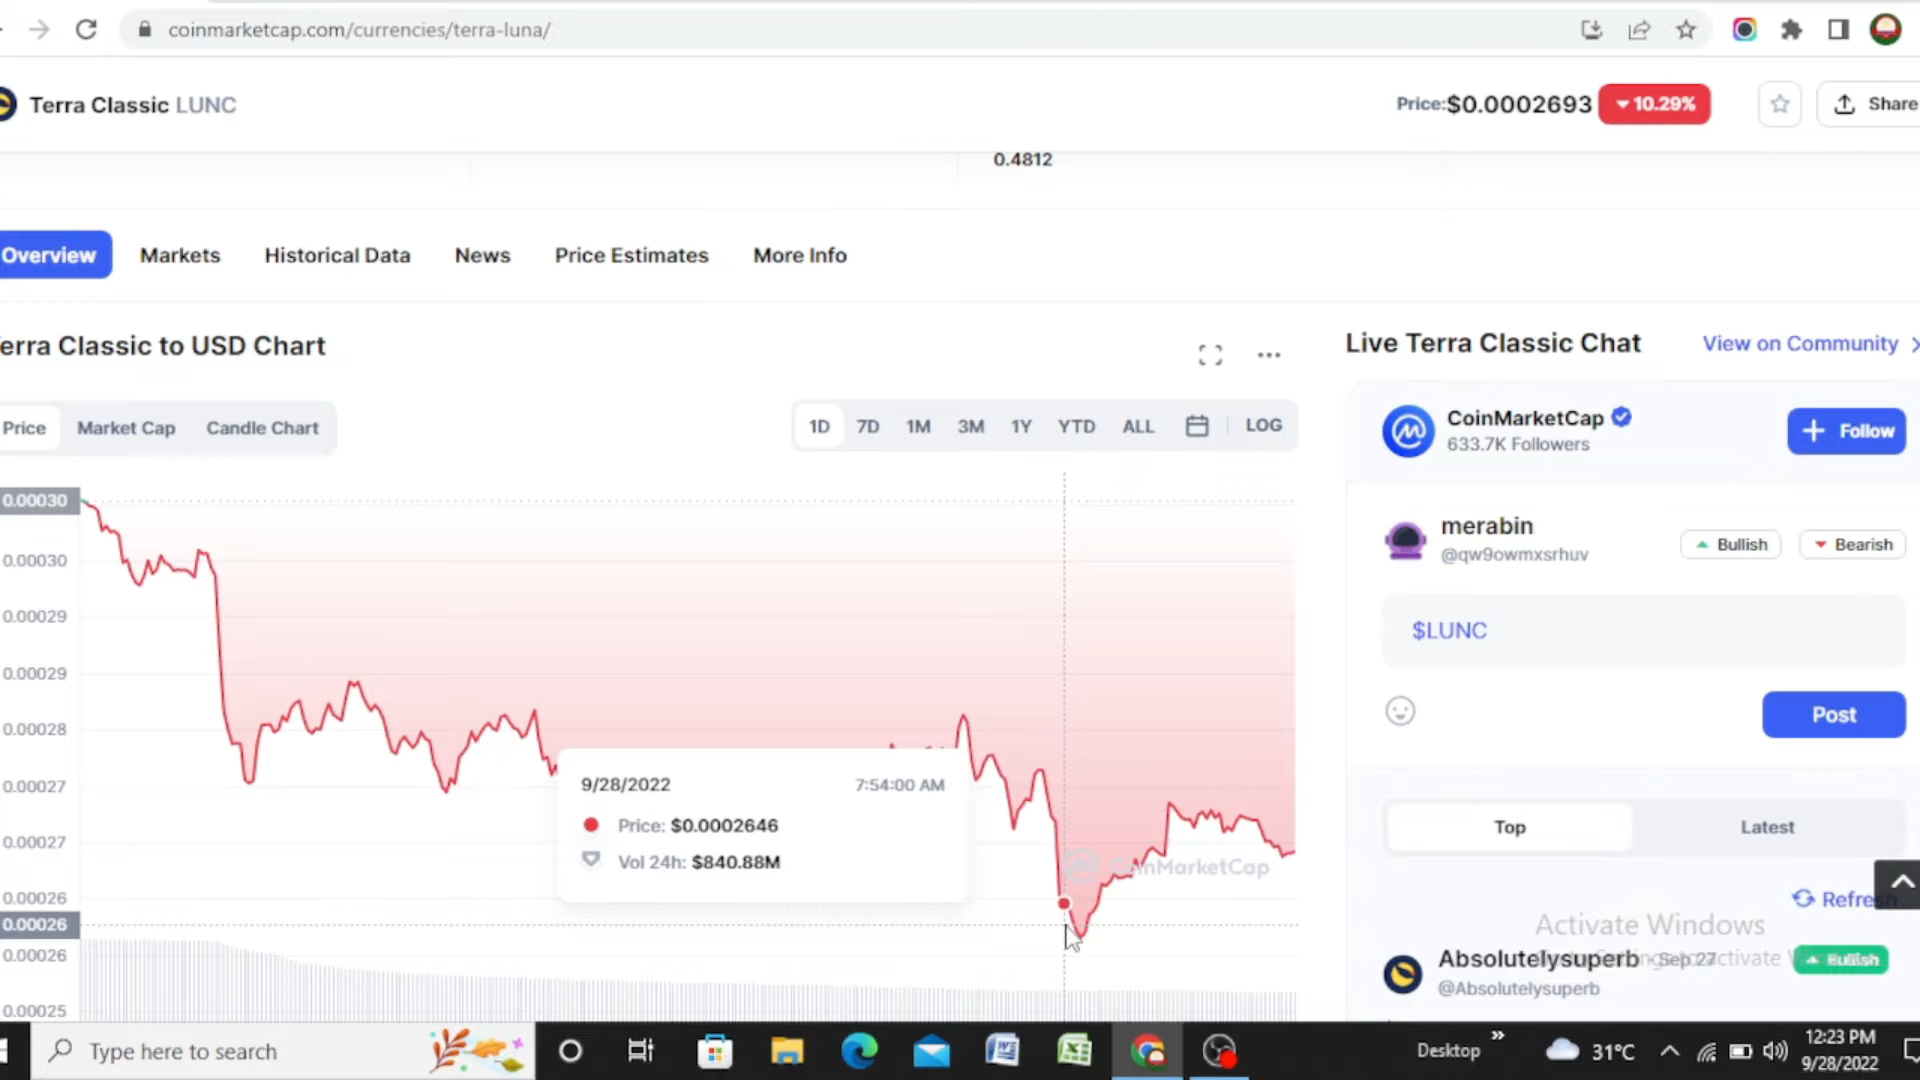 coinmarketcap.com/currencies/terra-luna/
Terra Classic LUNC
Price:$0.0002693 10.29%
Share
0.4812
Overview Markets Historical Data News Price Estimates More Info
erra Classic to USD Chart
Price Market Cap Candle Chart
1D 7D 1M 3M 1Y YTD ALL LOG
0.00030
0.00030
0.00029
0.00029
0.00028
0.00027
0.00027
0.00026
0.00026
0.00026
0.00025
9/28/2022 7:54:00 AM
Price: $0.0002646
Vol 24h: $840.88M
CoinMarketCap
Live Terra Classic Chat View on Community
CoinMarketCap
633.7K Followers
Follow
merabin
@qw9owmxsrhuv
Bullish Bearish
$LUNC
Post
Top Latest
Refresh
Activate Windows
Absolutelysuperb Sep 27 Bullish
@Absolutelysuperb
Type here to search
Desktop
31°C
12:23 PM
9/28/2022